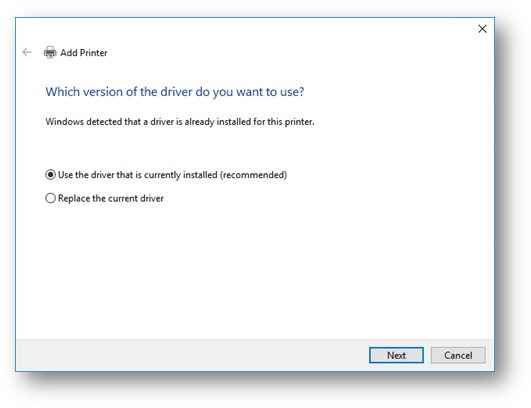 Add Printer
Which version of the driver do you want to use?
Windows detected that a driver is already installed for this printer.
Use the driver that is currently installed (recommended)
Replace the current driver
Next Cancel